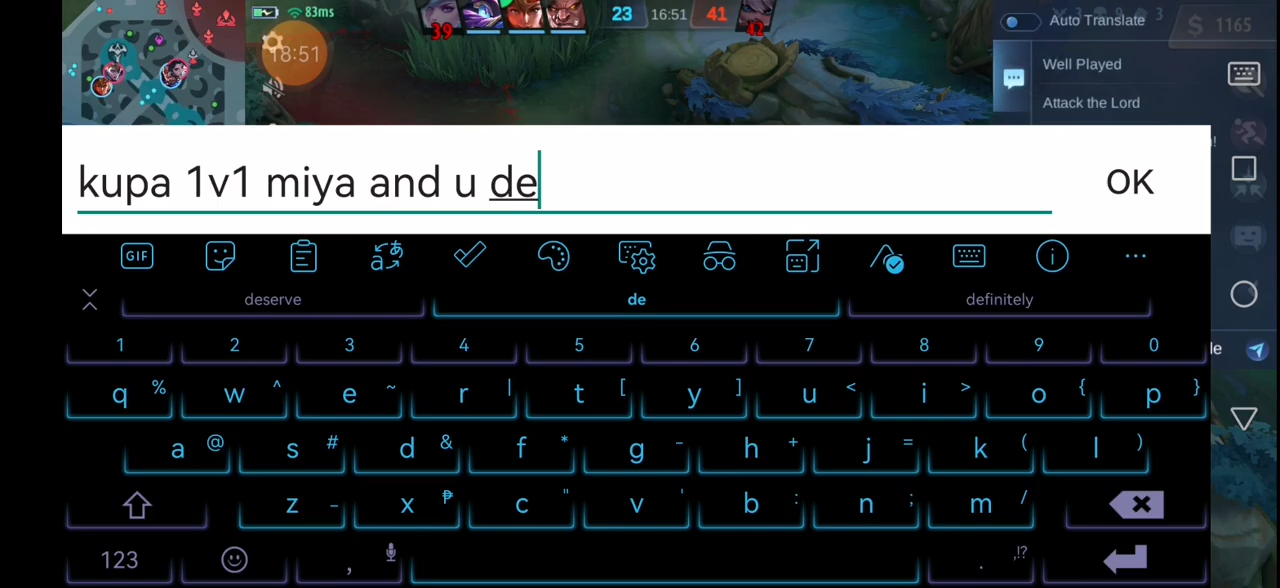 83ms
39
23 16:51 41
42
Auto Translate
3
$ 1165
18:51
Well Played
Attack the Lord
kupa 1v1 miya and u de
OK
GIF
deserve de definitely
1 2 3 4 5 6 7 8 9 0
q % w ^ e ~ r | t [ y ] u < i > o { p }
a @ s # d & f * g - h + j = k ( l )
z _ x ₱ c " v ' b : n ; m /
123 , . ,!?